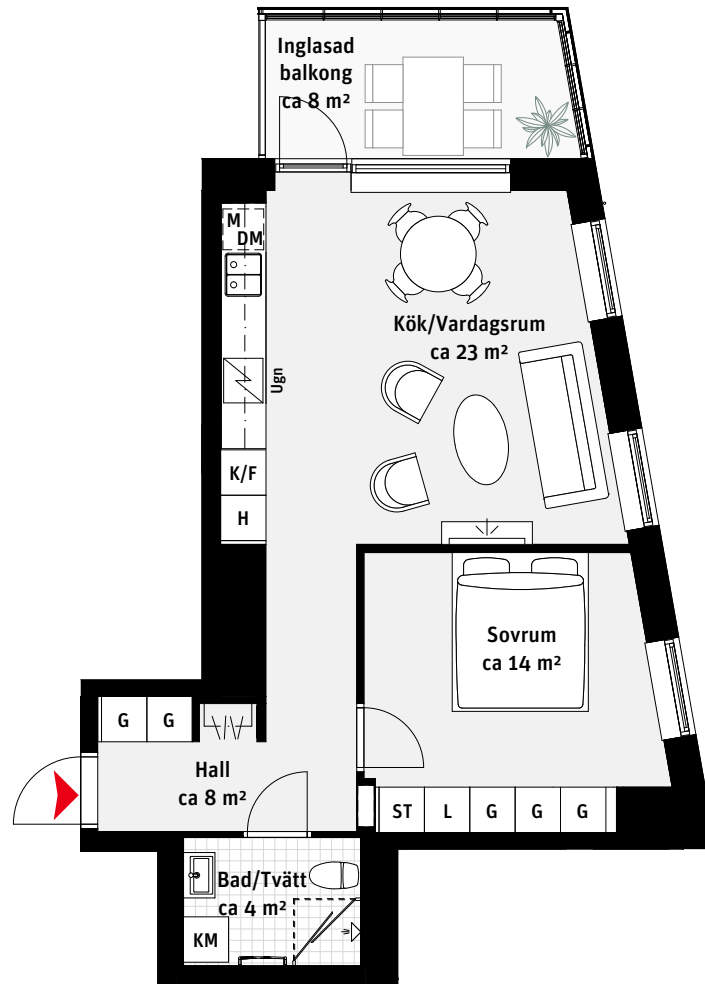 Inglasad
balkong
ca 8 m²
M
DM
Kök/Vardagsrum
ca 23 m²
Ugn
K/F
H
Sovrum
ca 14 m²
G G
Hall
ca 8 m²
ST L G G G
Bad/Tvätt
ca 4 m²
KM